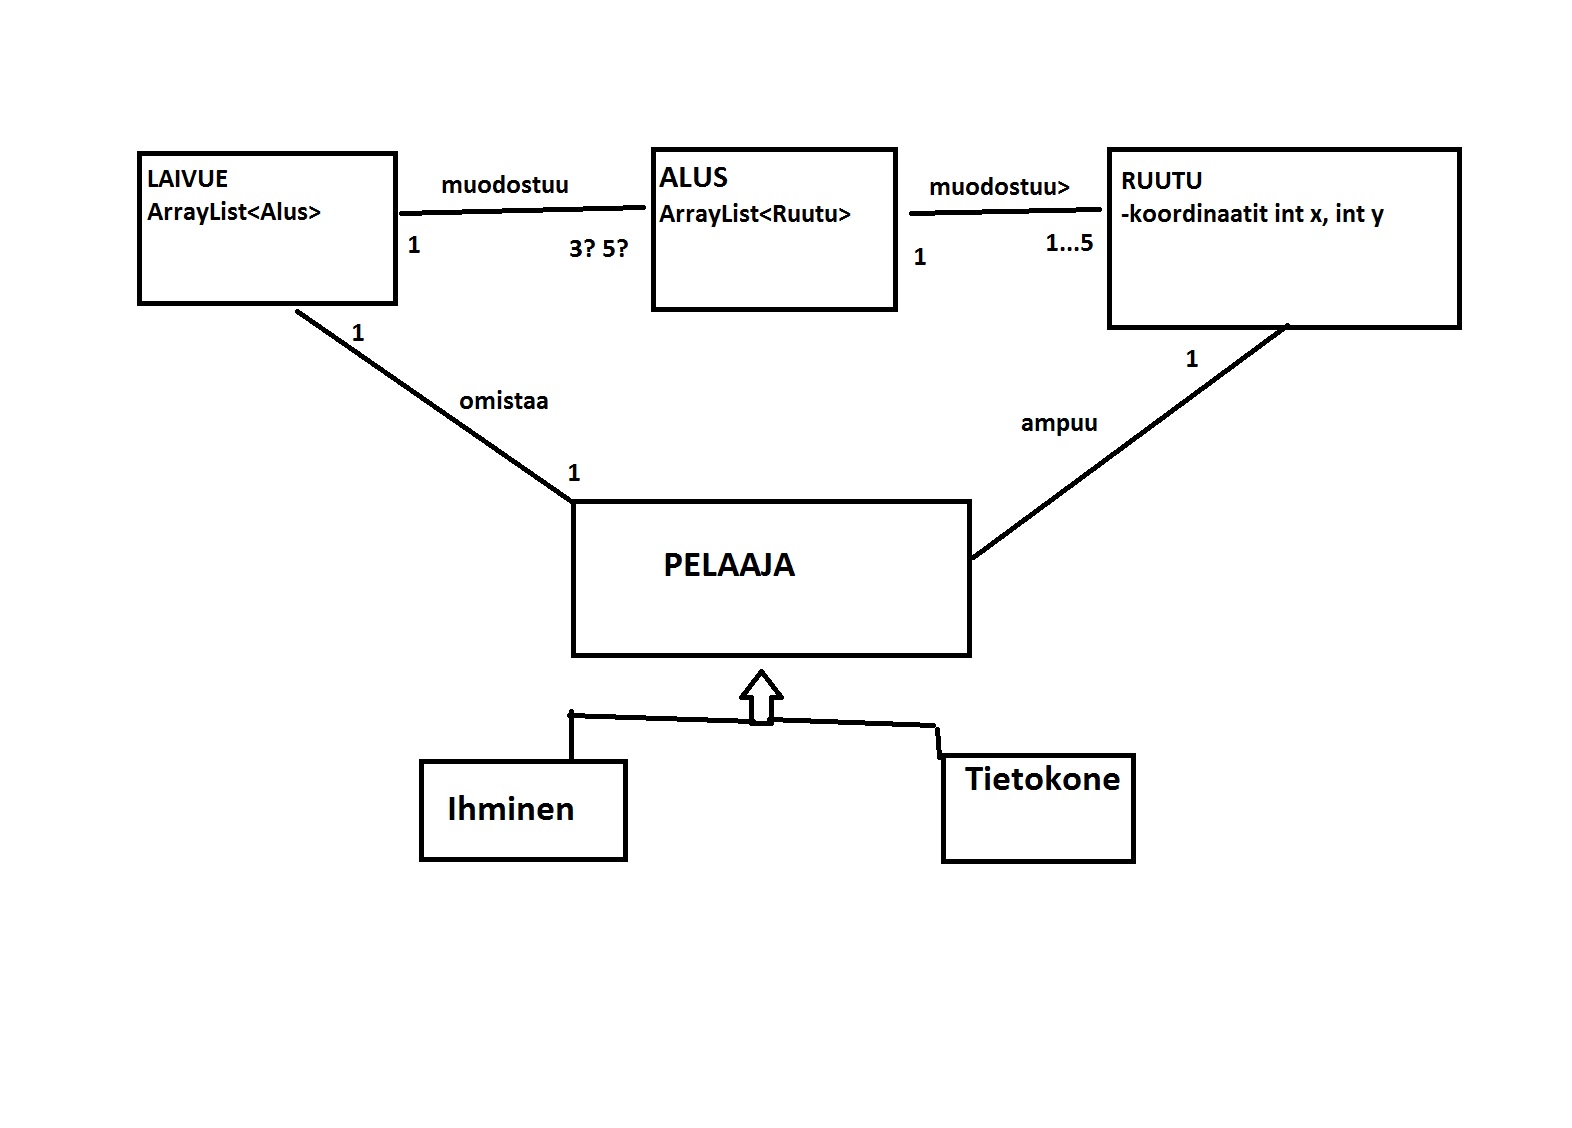 LAIVUE
ArrayList<Alus>
muodostuu
1
3? 5?
ALUS
ArrayList<Ruutu>
muodostuu>
1
1...5
RUUTU
-koordinaatit int x, int y
1
omistaa
1
1
ampuu
PELAAJA
Ihminen
Tietokone